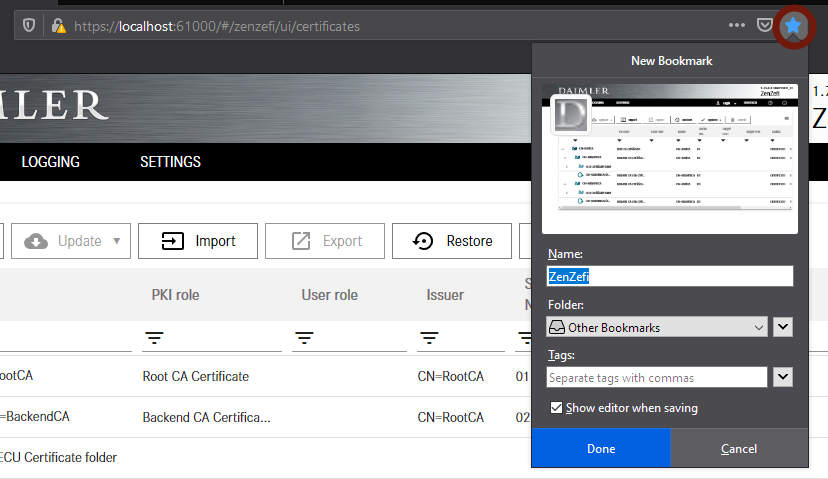 https://localhost:61000/#/zenzefi/ui/certificates
New Bookmark
DAIMLER
ZenZefi
IMLER
1.
Z
LOGGING
SETTINGS
Update
Import
Export
Restore
PKI role
User role
Issuer
S
N
ootCA
Root CA Certificate
CN=RootCA
01
=BackendCA
Backend CA Certifica...
CN=RootCA
02
ECU Certificate folder
Name:
ZenZefi
Folder:
Other Bookmarks
Tags:
Separate tags with commas
Show editor when saving
Done
Cancel